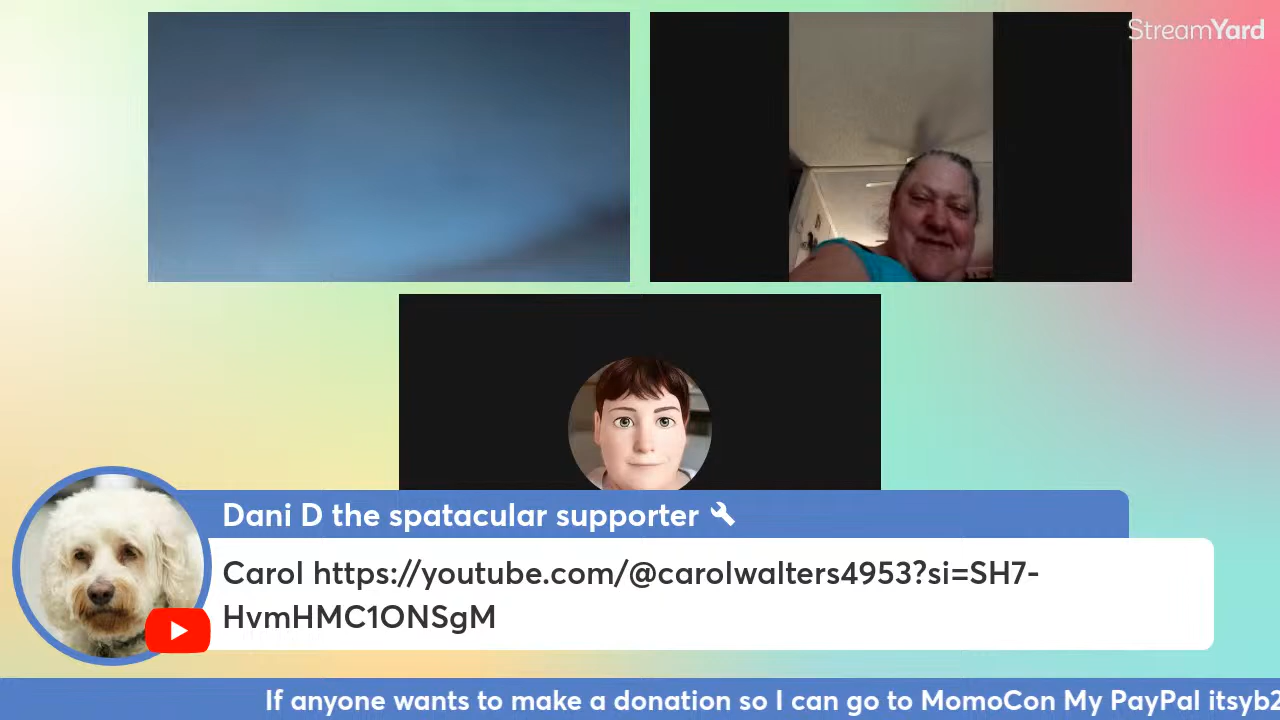 StreamYard
Dani D the spatacular supporter
Carol https://youtube.com/@carolwalters4953?si=SH7-
HvmHMC1ONSgM
If anyone wants to make a donation so I can go to MomoCon My PayPal itsyb2